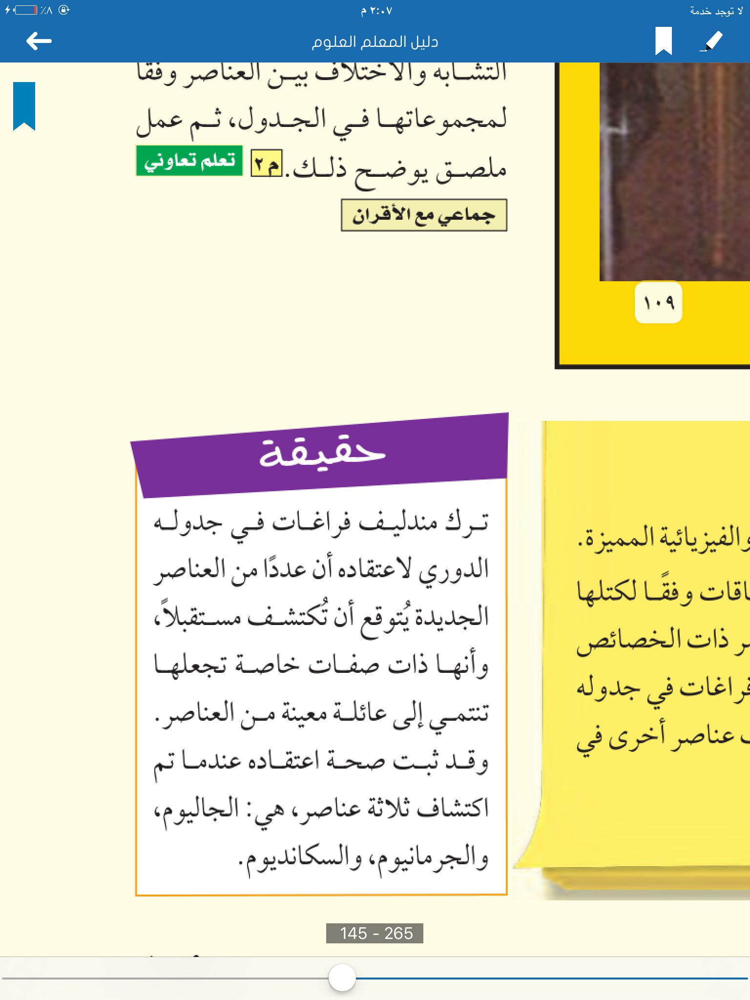 لا توجد خدمة
٢:٠٧ م
٪٨
دليل المعلم العلوم
التشابه والاختلاف بين العناصر وفقًا
لمجموعاتها في الجدول، ثم عمل
ملصق يوضح ذلك. م ٢ تعلم تعاوني
جماعي مع الأقران
١٠٩
والفيزيائية المميزة.
وفقًا لكتلها
ذات الخصائص
فراغات في جدوله
عناصر أخرى في
حقيقة
ترك مندليف فراغات في جدوله
الدوري لاعتقاده أن عددًا من العناصر
الجديدة يُتوقع أن تُكتشف مستقبلاً،
وأنها ذات صفات خاصة تجعلها
تنتمي إلى عائلة معينة من العناصر.
وقد ثبت صحة اعتقاده عندما تم
اكتشاف ثلاثة عناصر، هي: الجاليوم،
والجرمانيوم، والسكانديوم.
145 - 265